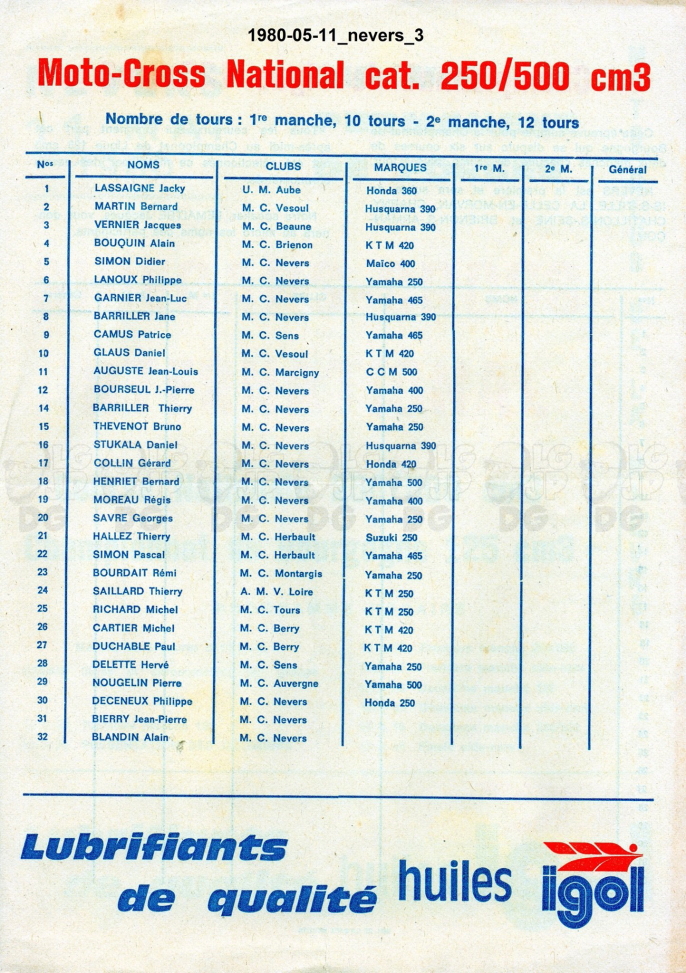 1980-05-11_nevers_3
Moto-Cross National cat. 250/500 cm3
Nombre de tours : 1re manche, 10 tours - 2e manche, 12 tours
Nos NOMS CLUBS MARQUES 1re M. 2e M. Général
1 LASSAIGNE Jacky U. M. Aube Honda 360
2 MARTIN Bernard M. C. Vesoul Husquarna 390
3 VERNIER Jacques M. C. Beaune Husquarna 390
4 BOUQUIN Alain M. C. Brienon K T M 420
5 SIMON Didier M. C. Nevers Maïco 400
6 LANOUX Philippe M. C. Nevers Yamaha 250
7 GARNIER Jean-Luc M. C. Nevers Yamaha 465
8 BARRILLER Jane M. C. Nevers Husquarna 390
9 CAMUS Patrice M. C. Sens Yamaha 465
10 GLAUS Daniel M. C. Vesoul K T M 420
11 AUGUSTE Jean-Louis M. C. Marcigny C C M 500
12 BOURSEUL J.-Pierre M. C. Nevers Yamaha 400
14 BARRILLER Thierry M. C. Nevers Yamaha 250
15 THEVENOT Bruno M. C. Nevers Yamaha 250
16 STUKALA Daniel M. C. Nevers Husquarna 390
17 COLLIN Gérard M. C. Nevers Honda 420
18 HENRIET Bernard M. C. Nevers Yamaha 500
19 MOREAU Régis M. C. Nevers Yamaha 400
20 SAVRE Georges M. C. Nevers Yamaha 250
21 HALLEZ Thierry M. C. Herbault Suzuki 250
22 SIMON Pascal M. C. Herbault Yamaha 465
23 BOURDAIT Rémi M. C. Montargis Yamaha 250
24 SAILLARD Thierry A. M. V. Loire K T M 250
25 RICHARD Michel M. C. Tours K T M 250
26 CARTIER Michel M. C. Berry K T M 420
27 DUCHABLE Paul M. C. Berry K T M 420
28 DELETTE Hervé M. C. Sens Yamaha 250
29 NOUGELIN Pierre M. C. Auvergne Yamaha 500
30 DECENEUX Philippe M. C. Nevers Honda 250
31 BIERRY Jean-Pierre M. C. Nevers
32 BLANDIN Alain M. C. Nevers
Lubrifiants
de qualité huiles igol